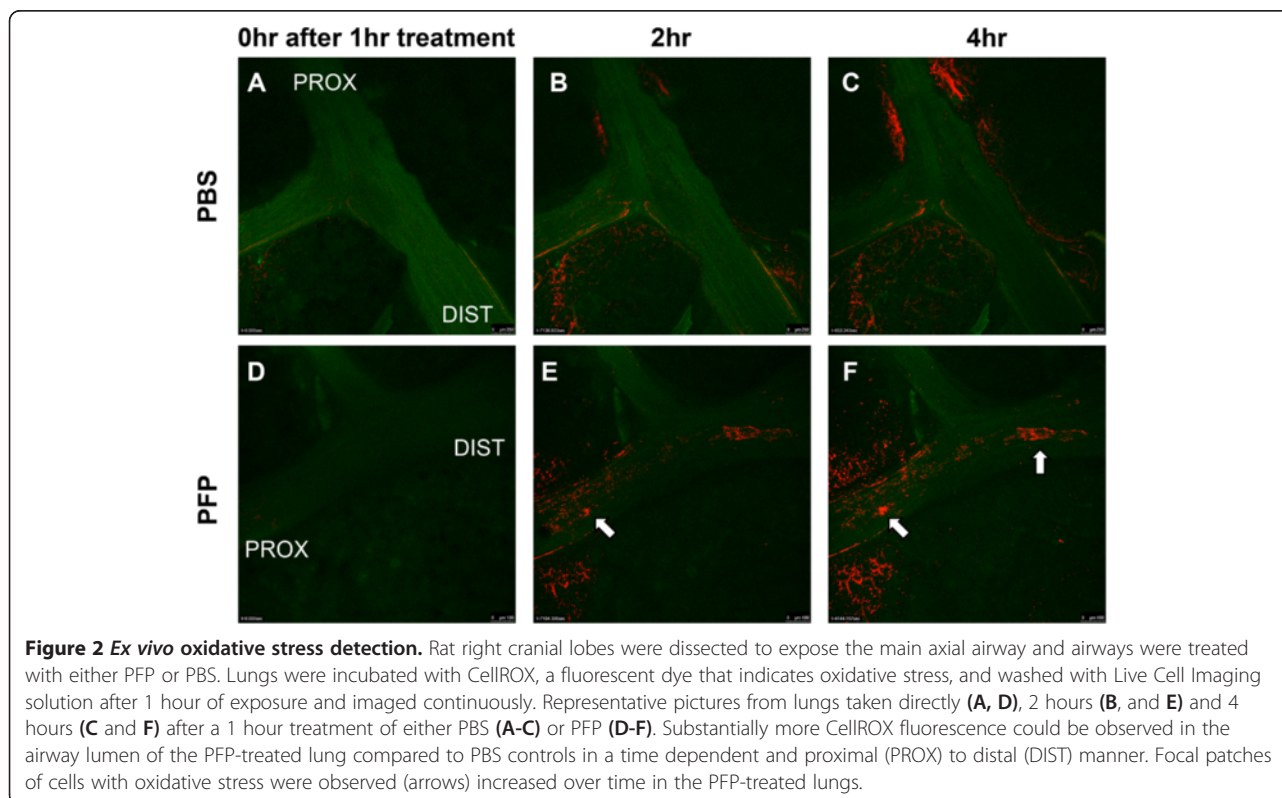 0hr after 1hr treatment 2hr 4hr
PBS
A PROX DIST
B
C
PFP
D PROX DIST
E
F
Figure 2 Ex vivo oxidative stress detection. Rat right cranial lobes were dissected to expose the main axial airway and airways were treated
with either PFP or PBS. Lungs were incubated with CellROX, a fluorescent dye that indicates oxidative stress, and washed with Live Cell Imaging
solution after 1 hour of exposure and imaged continuously. Representative pictures from lungs taken directly (A, D), 2 hours (B, and E) and 4
hours (C and F) after a 1 hour treatment of either PBS (A-C) or PFP (D-F). Substantially more CellROX fluorescence could be observed in the
airway lumen of the PFP-treated lung compared to PBS controls in a time dependent and proximal (PROX) to distal (DIST) manner. Focal patches
of cells with oxidative stress were observed (arrows) increased over time in the PFP-treated lungs.